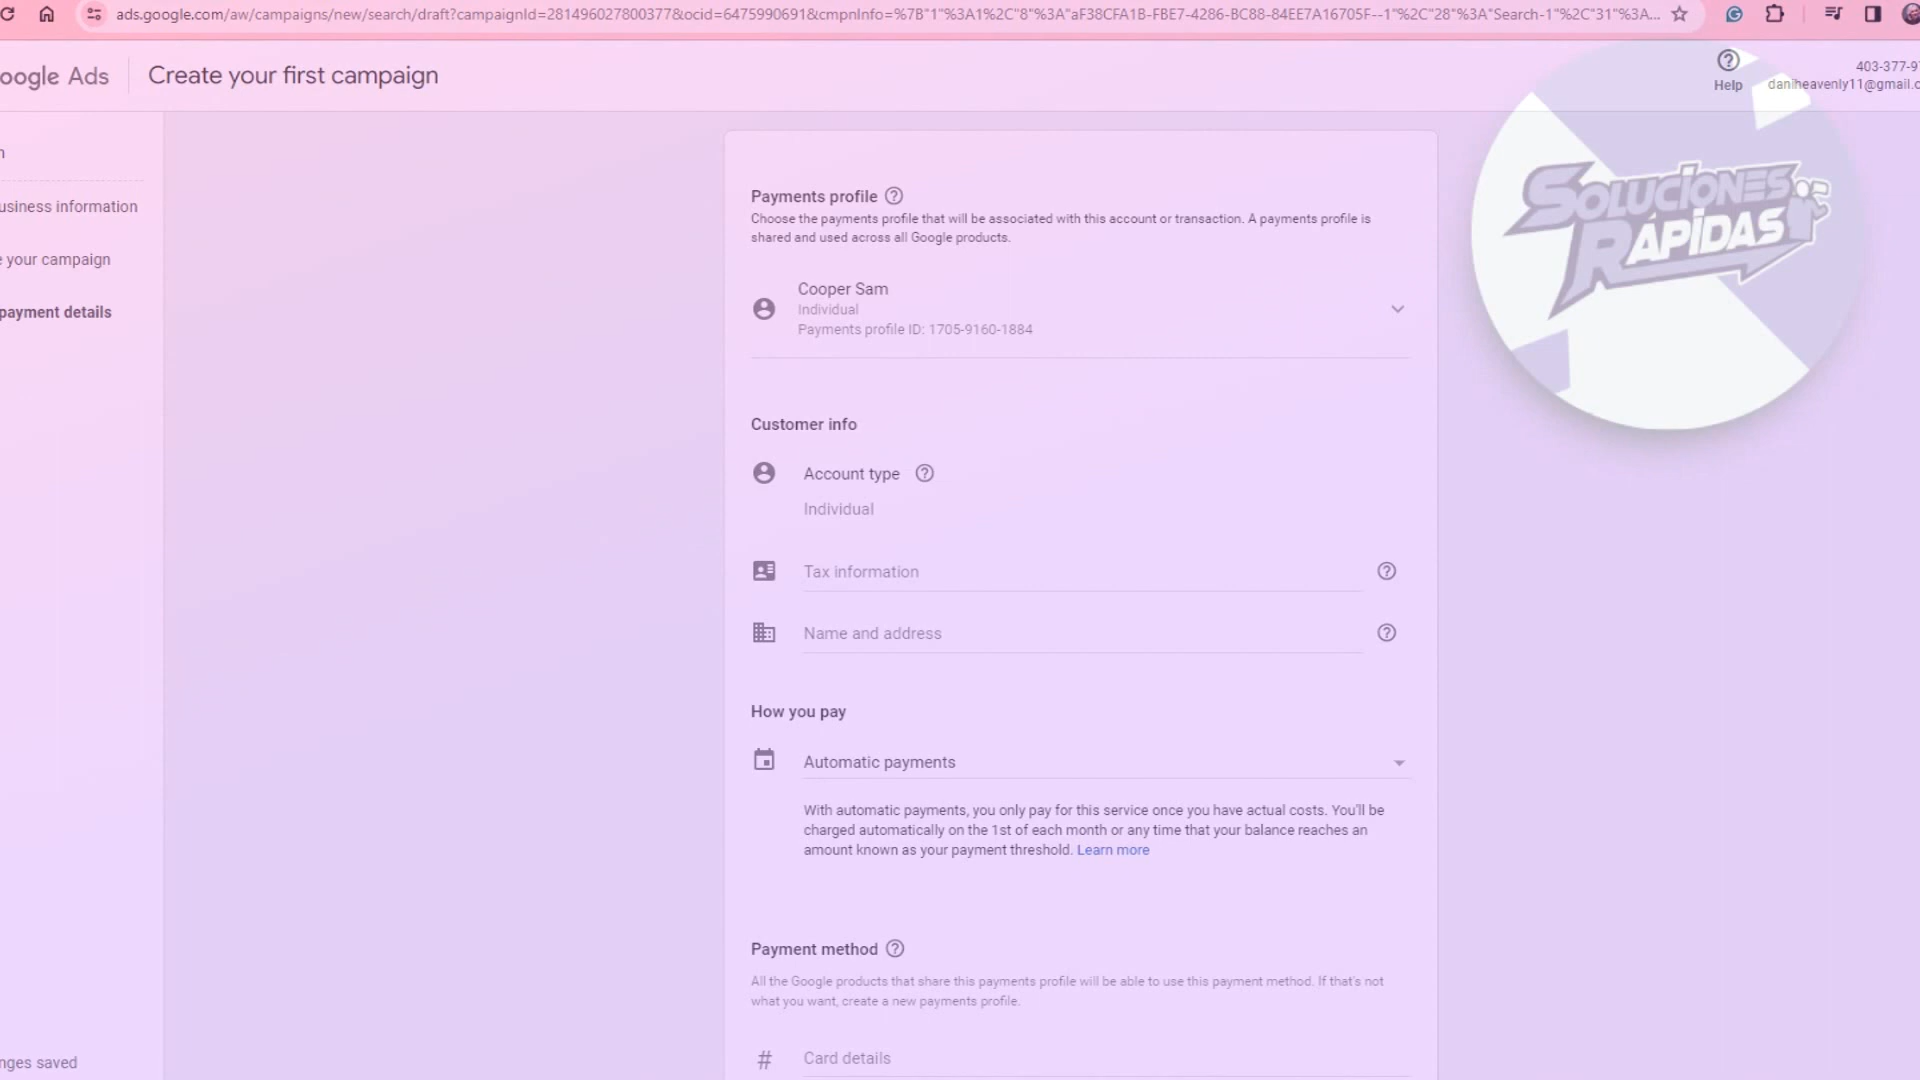 ads.google.com/aw/campaigns/new/search/draft?campaignId=281496027800377&ocid=6475990691&cmpnInfo=%7B"1"%3A1%2C"8"%3A"aF38CFA1B-FBE7-4286-BC88-84EE7A16705F--1"%2C"28"%3A"Search-1"%2C"31"%3A...
oogle Ads
Create your first campaign
Help
403-377-97
daniheavenly11@gmail.c
n
usiness information
e your campaign
payment details
nges saved
SOLUCIONES
RÁPIDAS
Payments profile
Choose the payments profile that will be associated with this account or transaction. A payments profile is
shared and used across all Google products.
Cooper Sam
Individual
Payments profile ID: 1705-9160-1884
Customer info
Account type
Individual
Tax information
Name and address
How you pay
Automatic payments
With automatic payments, you only pay for this service once you have actual costs. You'll be
charged automatically on the 1st of each month or any time that your balance reaches an
amount known as your payment threshold. Learn more
Payment method
All the Google products that share this payments profile will be able to use this payment method. If that's not
what you want, create a new payments profile.
# Card details